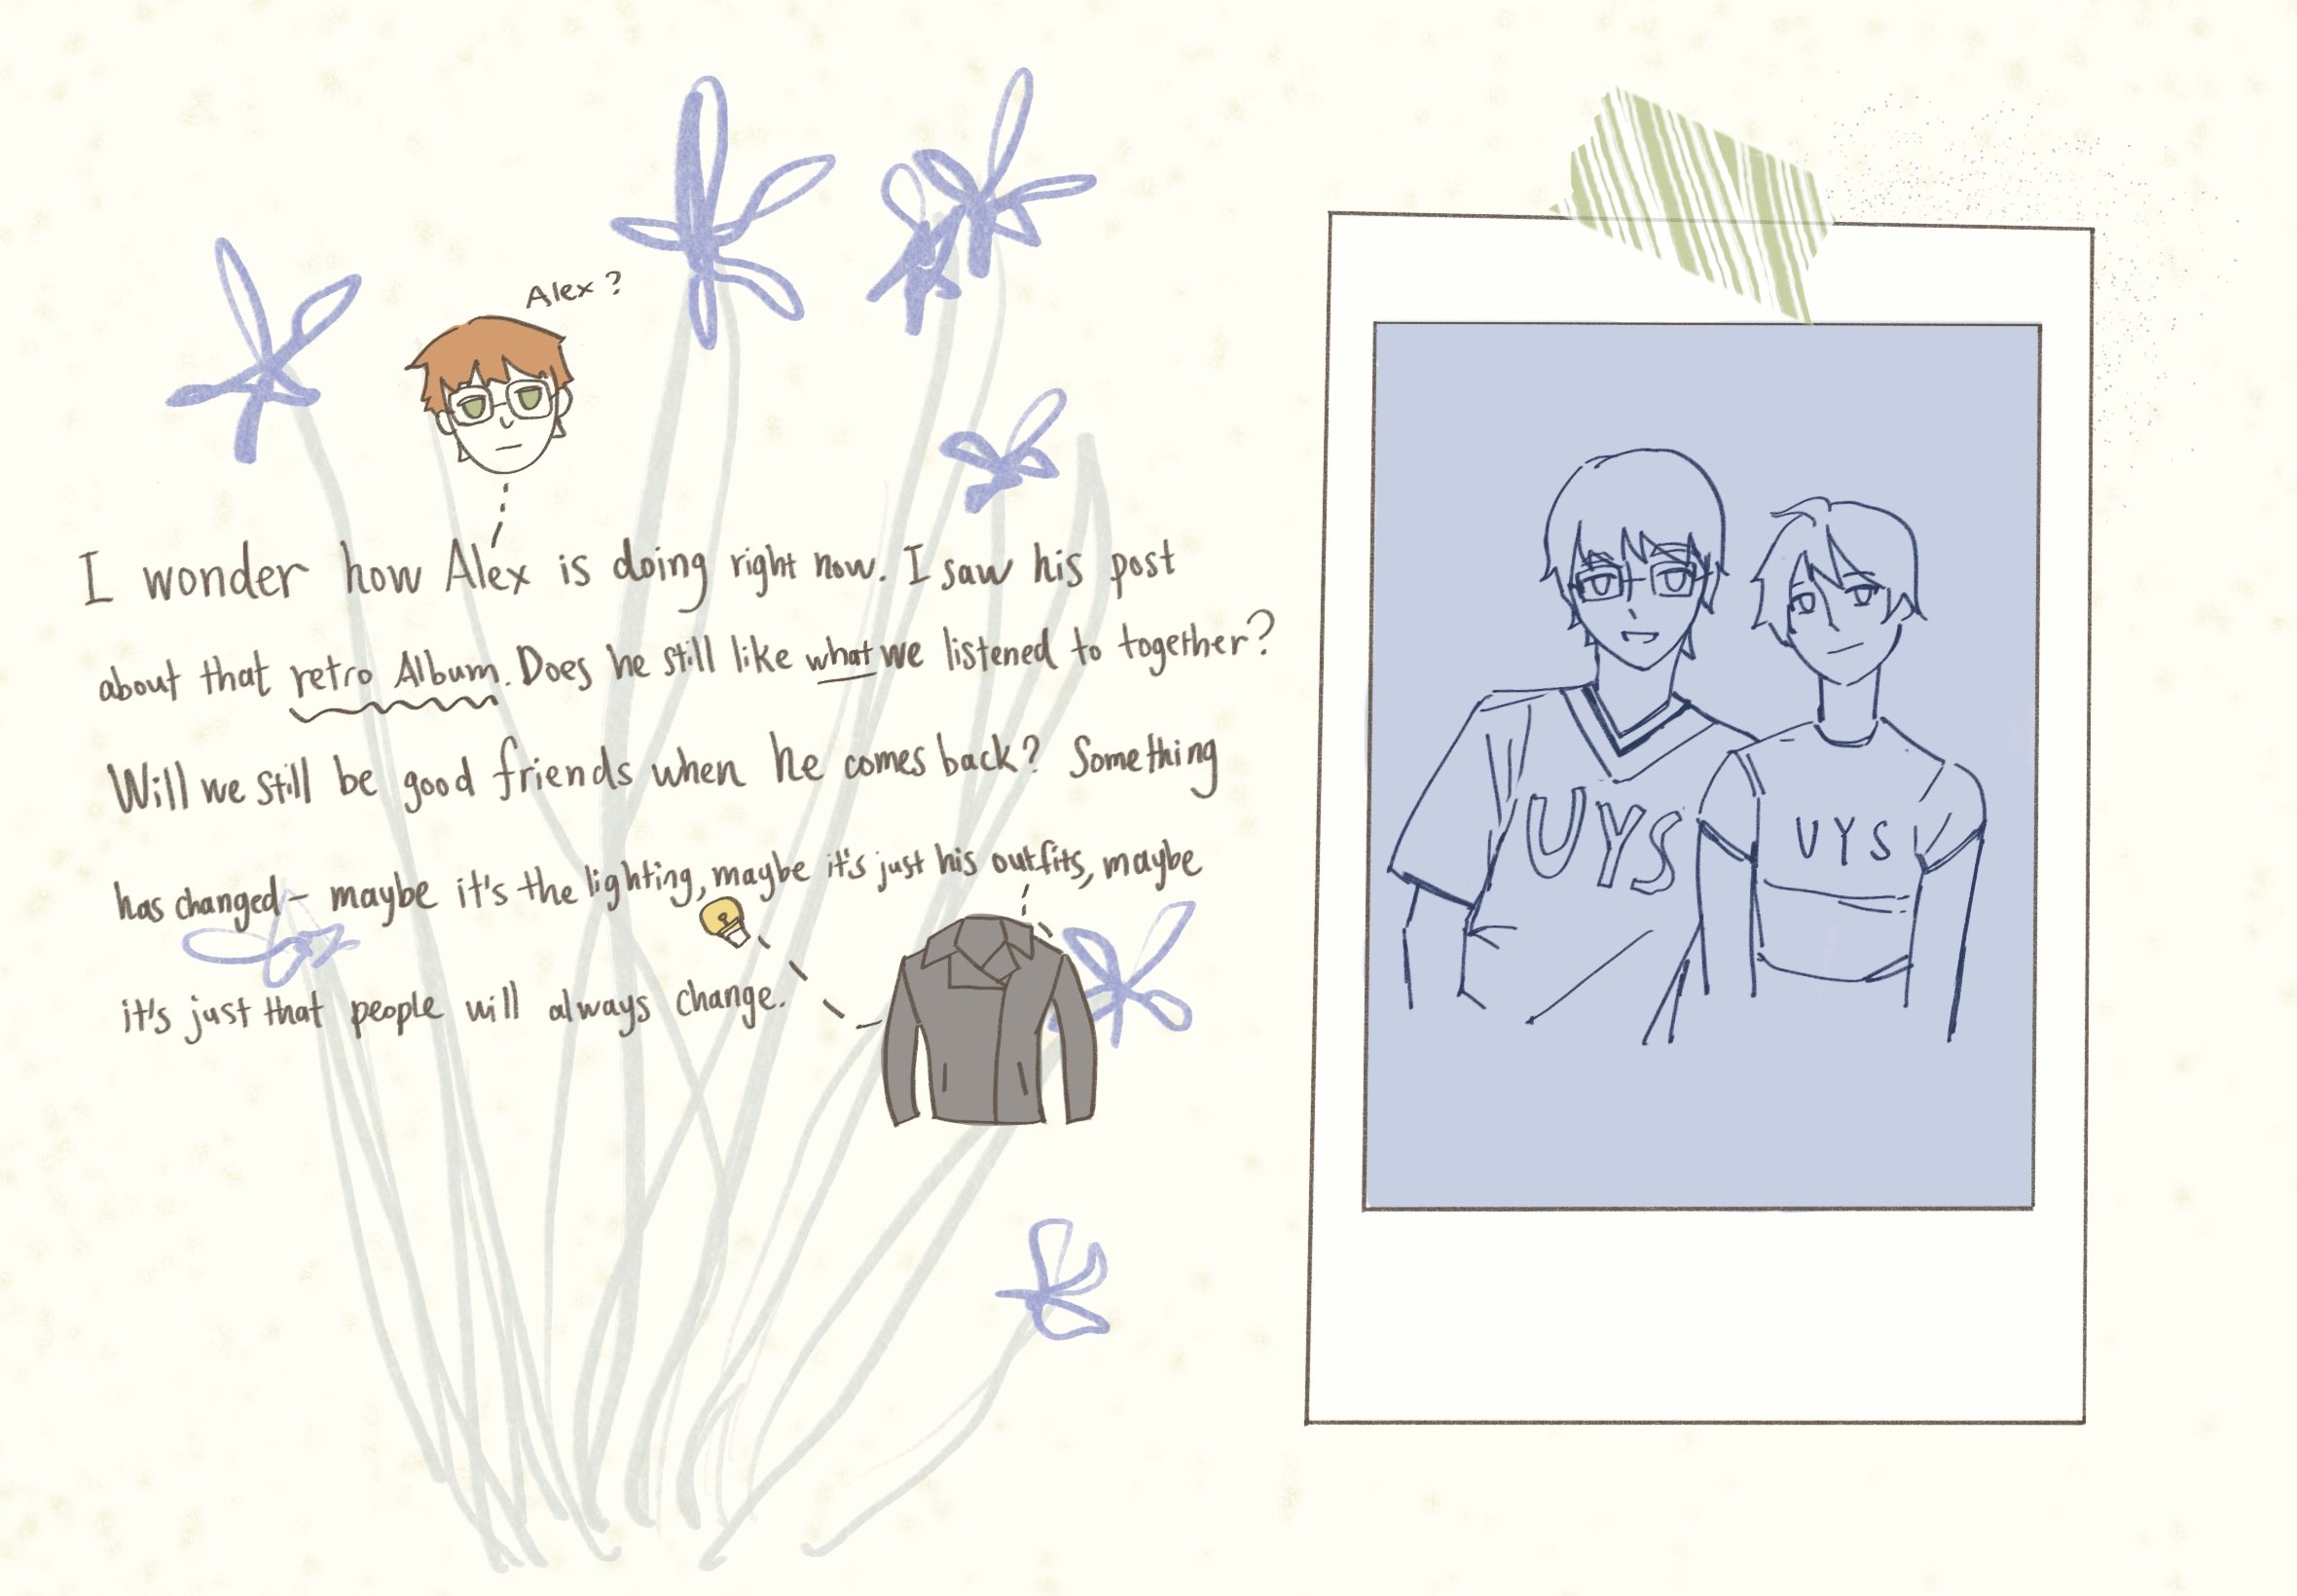 Alex?
I wonder how Alex is doing right now. I saw his post
about that retro Album. Does he still like what we listened to together?
Will we still be good friends when he comes back? Something
has changed - maybe it's the lighting, maybe it's just his outfits, maybe
it's just that people will always change.
UYS
UYS